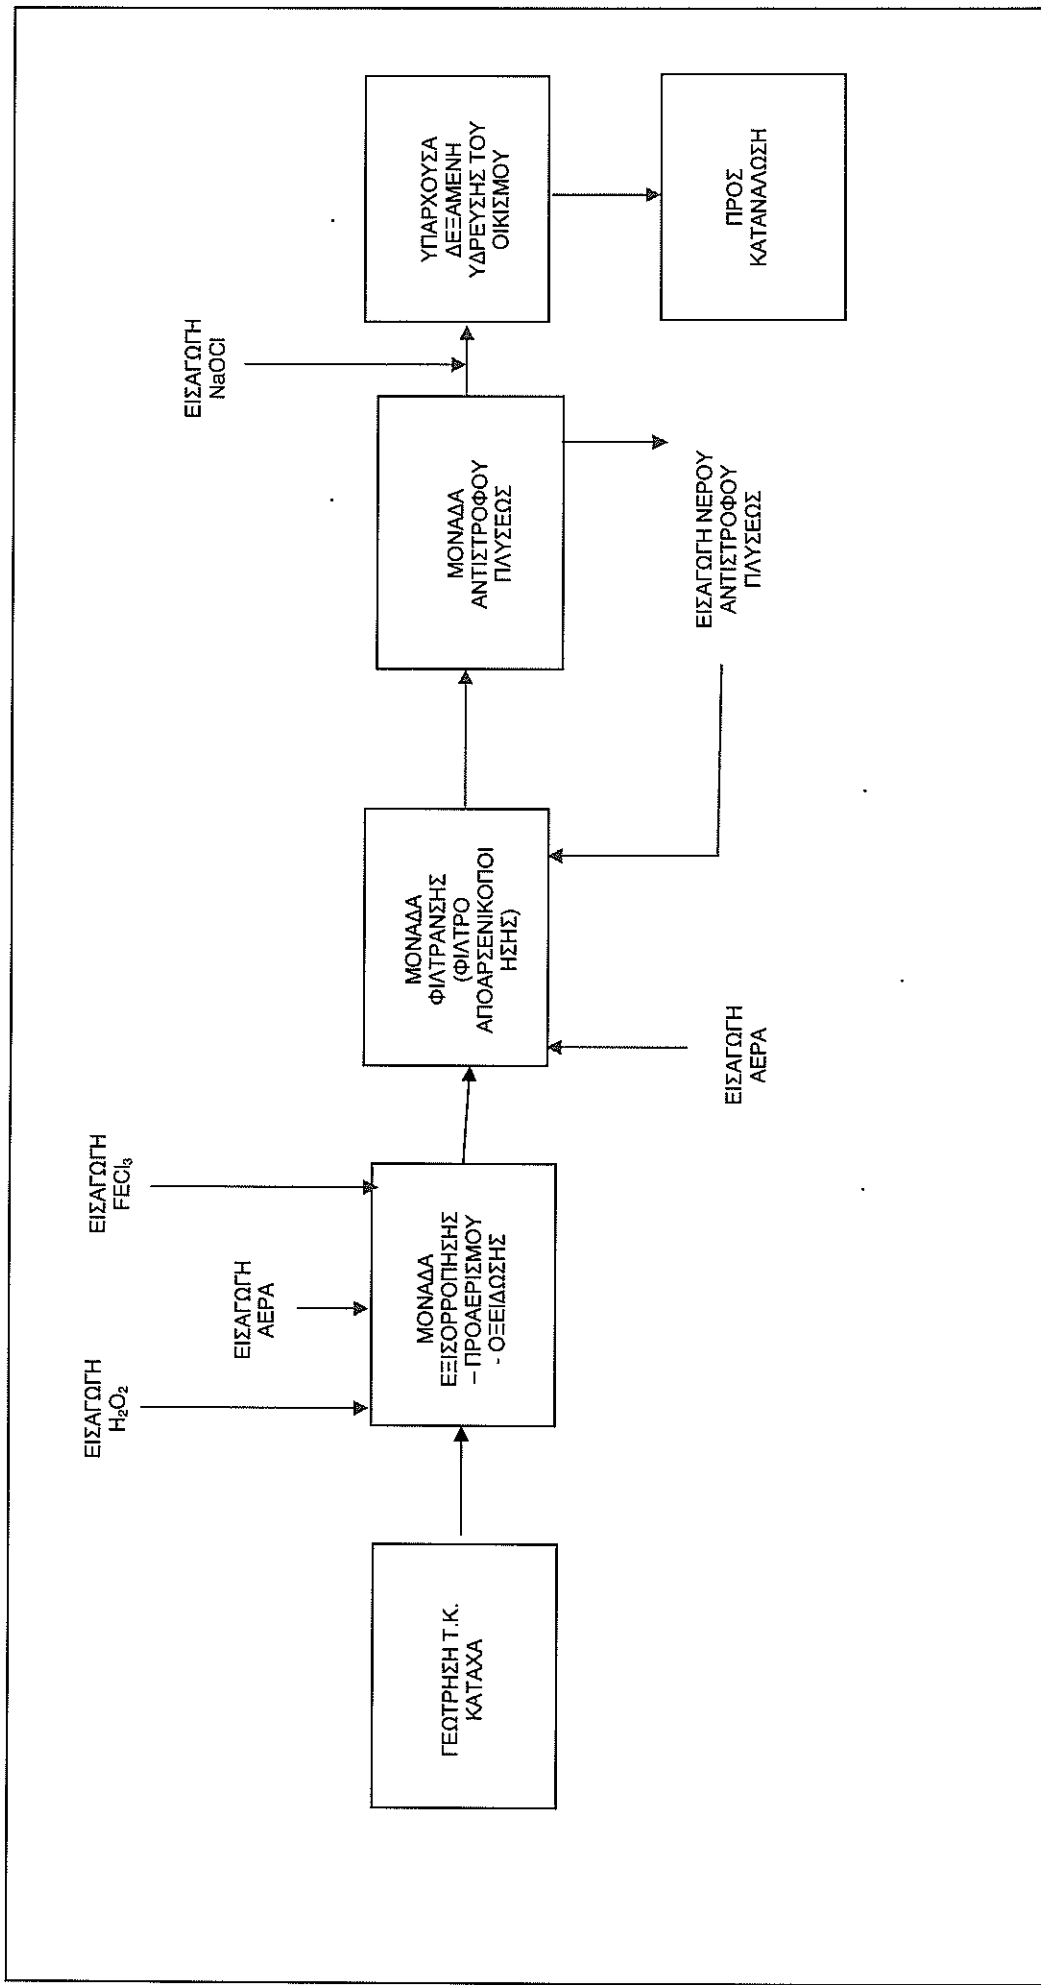 ΕΙΣΑΓΩΓΗ
H₂O₂
ΕΙΣΑΓΩΓΗ
ΑΕΡΑ
ΕΙΣΑΓΩΓΗ
FECl₃
ΕΙΣΑΓΩΓΗ
NaOCl
ΓΕΩΤΡΗΣΗ Τ.Κ.
ΚΑΤΑΧΑ
ΜΟΝΑΔΑ
ΕΞΙΣΟΡΡΟΠΗΣΗΣ
– ΠΡΟΑΕΡΙΣΜΟΥ
- ΟΞΕΙΔΩΣΗΣ
ΜΟΝΑΔΑ
ΦΙΛΤΡΑΝΣΗΣ
(ΦΙΛΤΡΟ
ΑΠΟΑΡΣΕΝΙΚΟΠΟΙ
ΗΣΗΣ)
ΜΟΝΑΔΑ
ΑΝΤΙΣΤΡΟΦΟΥ
ΠΛΥΣΕΩΣ
ΥΠΑΡΧΟΥΣΑ
ΔΕΞΑΜΕΝΗ
ΥΔΡΕΥΣΗΣ ΤΟΥ
ΟΙΚΙΣΜΟΥ
ΕΙΣΑΓΩΓΗ
ΑΕΡΑ
ΕΙΣΑΓΩΓΗ ΝΕΡΟΥ
ΑΝΤΙΣΤΡΟΦΟΥ
ΠΛΥΣΕΩΣ
ΠΡΟΣ
ΚΑΤΑΝΑΛΩΣΗ